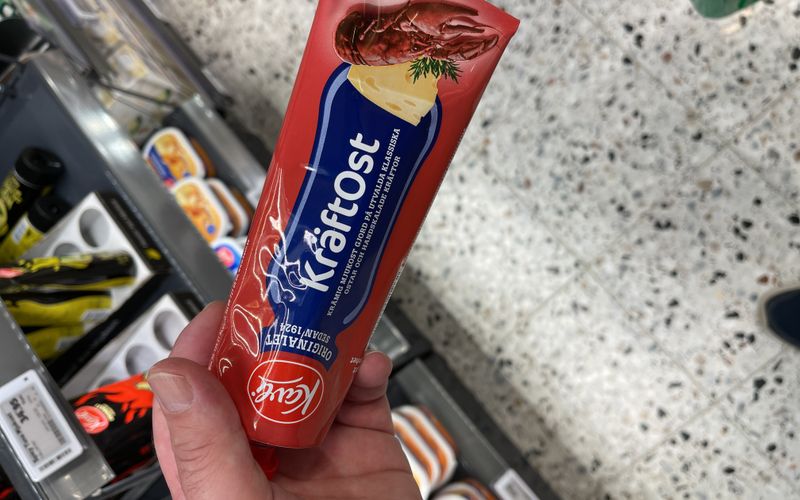 KräftOst
KRÄMIG MJUKOST GJORD PÅ UTVALDA KLASSISKA
OSTAR OCH HANDSKALADE KRÄFTOR
ORIGINALET
SEDAN 1924
Kavli